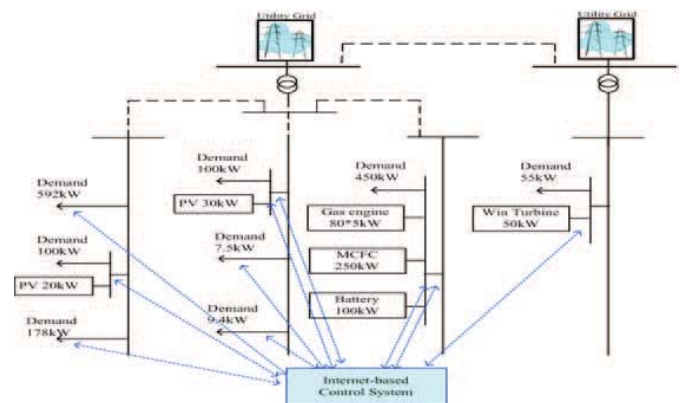 Utility Grid
Utility Grid
Demand
592kW
Demand
100kW
PV 20kW
Demand
178kW
Demand
100kW
PV 30kW
Demand
7.5kW
Demand
9.4kW
Demand
450kW
Gas engine
80*5kW
MCFC
250kW
Battery
100kW
Demand
55kW
Win Turbine
50kW
Internet-based
Control System